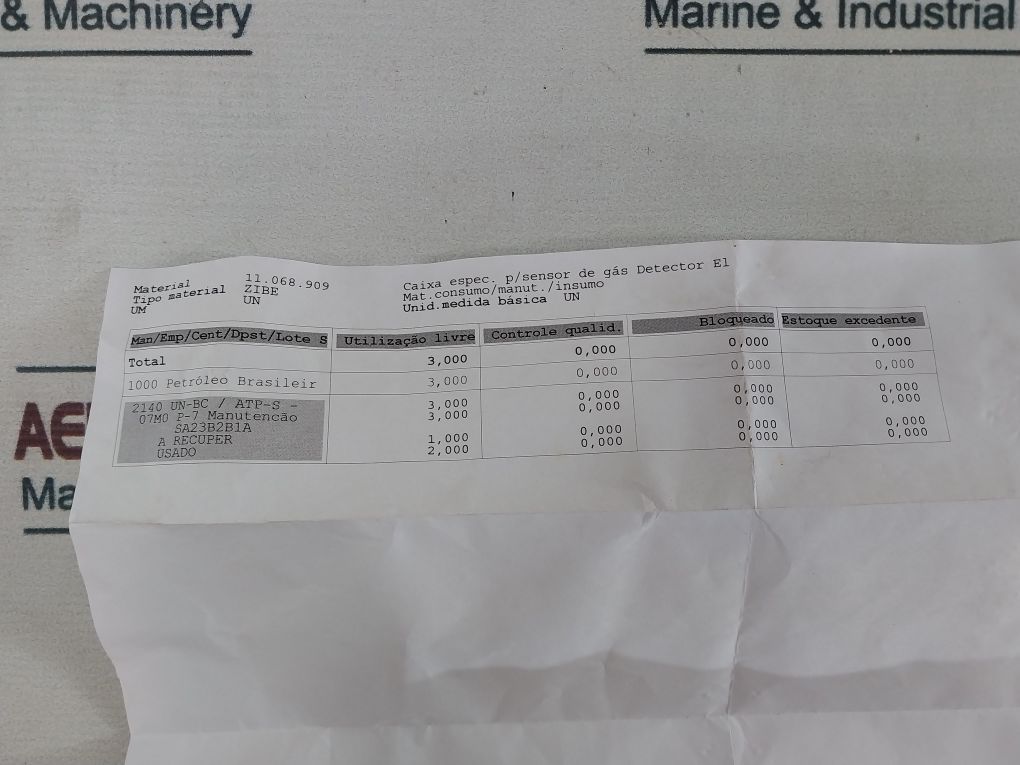 & Machinery
Marine & Industrial
Material 11.068.909 Caixa espec. p/sensor de gás Detector El
Tipo material ZIBE Mat.consumo/manut./insumo
UM UN Unid.medida básica UN
Man/Emp/Cent/Dpst/Lote S Utilização livre Controle qualid. Bloqueado Estoque excedente
Total 3,000 0,000 0,000 0,000
1000 Petróleo Brasileir 3,000 0,000 0,000 0,000
2140 UN-BC / ATP-S - 3,000 0,000 0,000 0,000
07M0 P-7 Manutencão 3,000 0,000 0,000 0,000
SA23B2B1A
A RECUPER 1,000 0,000 0,000 0,000
USADO 2,000 0,000 0,000 0,000
AE
Ma